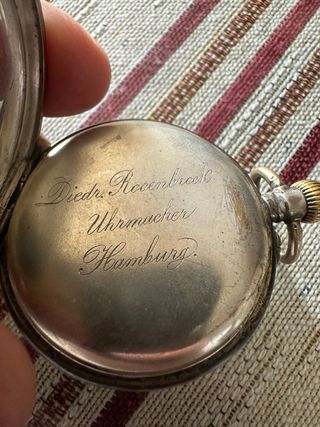 Diedr. Rosenbrock
Uhrmacher
Hamburg.